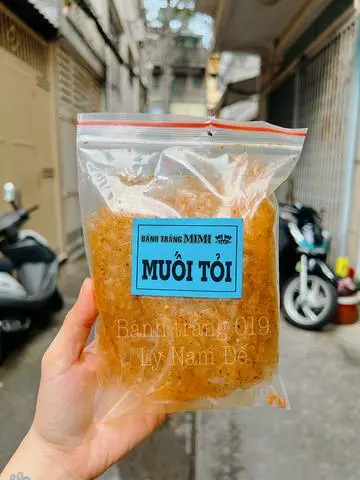 BÁNH TRÁNG MIMI
MUỐI TỎI
Bánh tráng 019
Lý Nam Đế